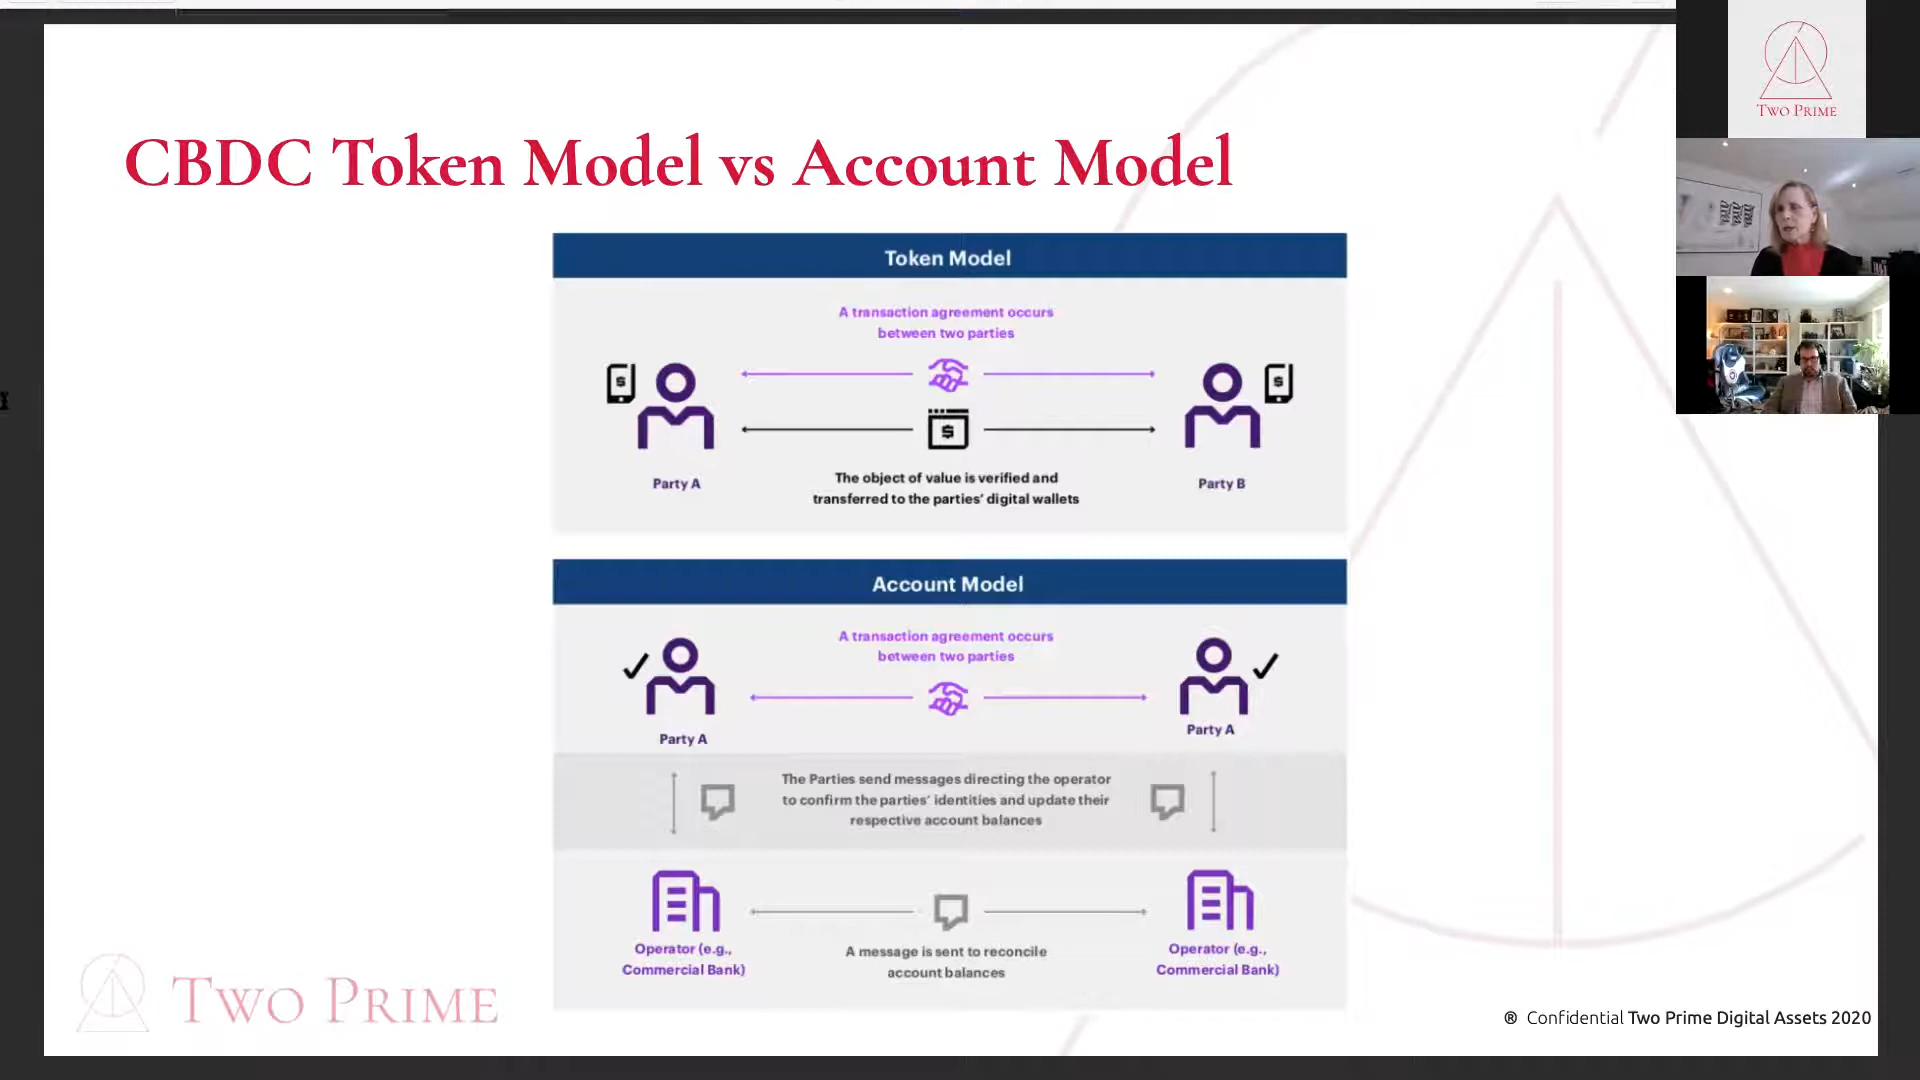 CBDC Token Model vs Account Model
Token Model
A transaction agreement occurs
between two parties
$
$
$
Party A
The object of value is verified and
transferred to the parties' digital wallets
Party B
Account Model
A transaction agreement occurs
between two parties
Party A
Party A
The Parties send messages directing the operator
to confirm the parties' identities and update their
respective account balances
Operator (e.g.,
Commercial Bank)
A message is sent to reconcile
account balances
Operator (e.g.,
Commercial Bank)
TWO PRIME
® Confidential Two Prime Digital Assets 2020
TWO PRIME